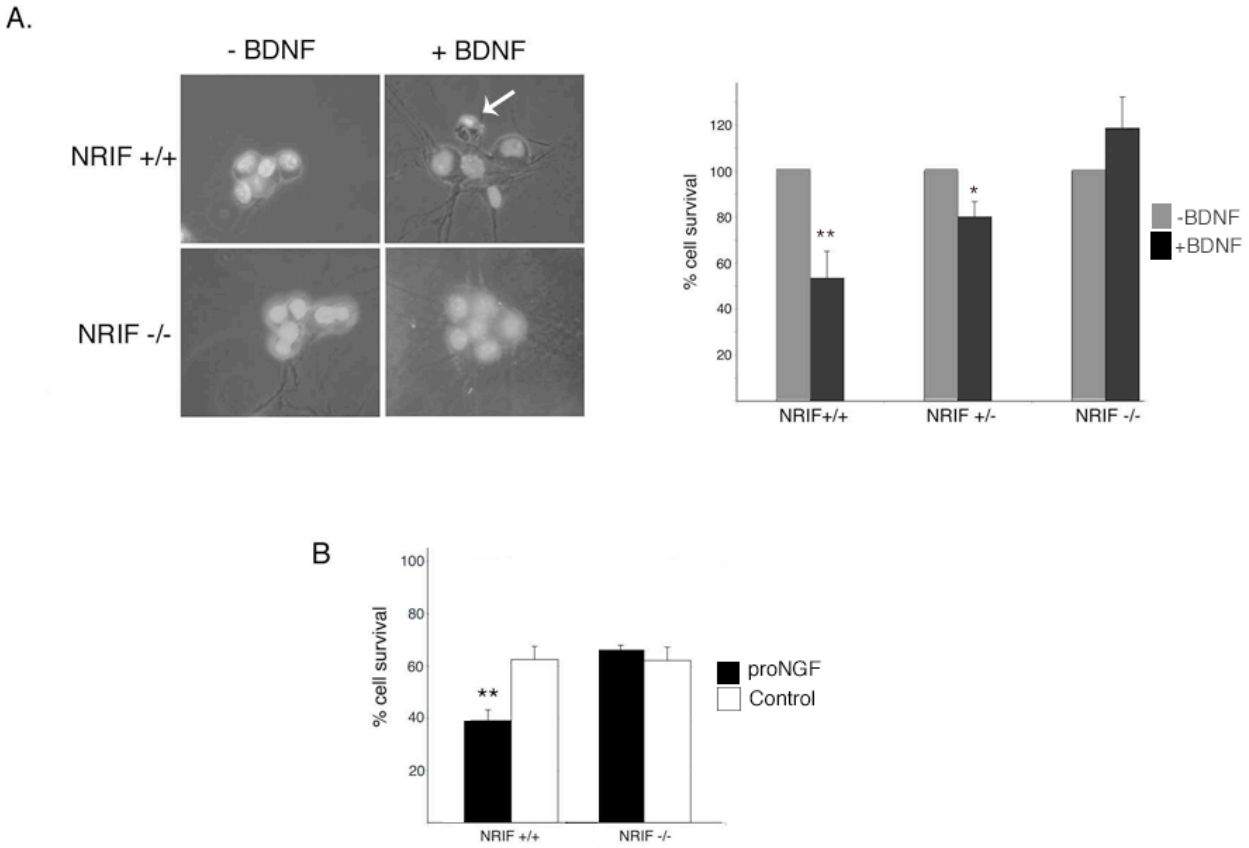 A.
- BDNF + BDNF
NRIF +/+
NRIF -/-
% cell survival
120
100
80
60
40
20
**
*
NRIF+/+ NRIF +/- NRIF -/-
-BDNF
+BDNF
B
% cell survival
100
80
60
40
20
**
NRIF +/+ NRIF -/-
proNGF
Control